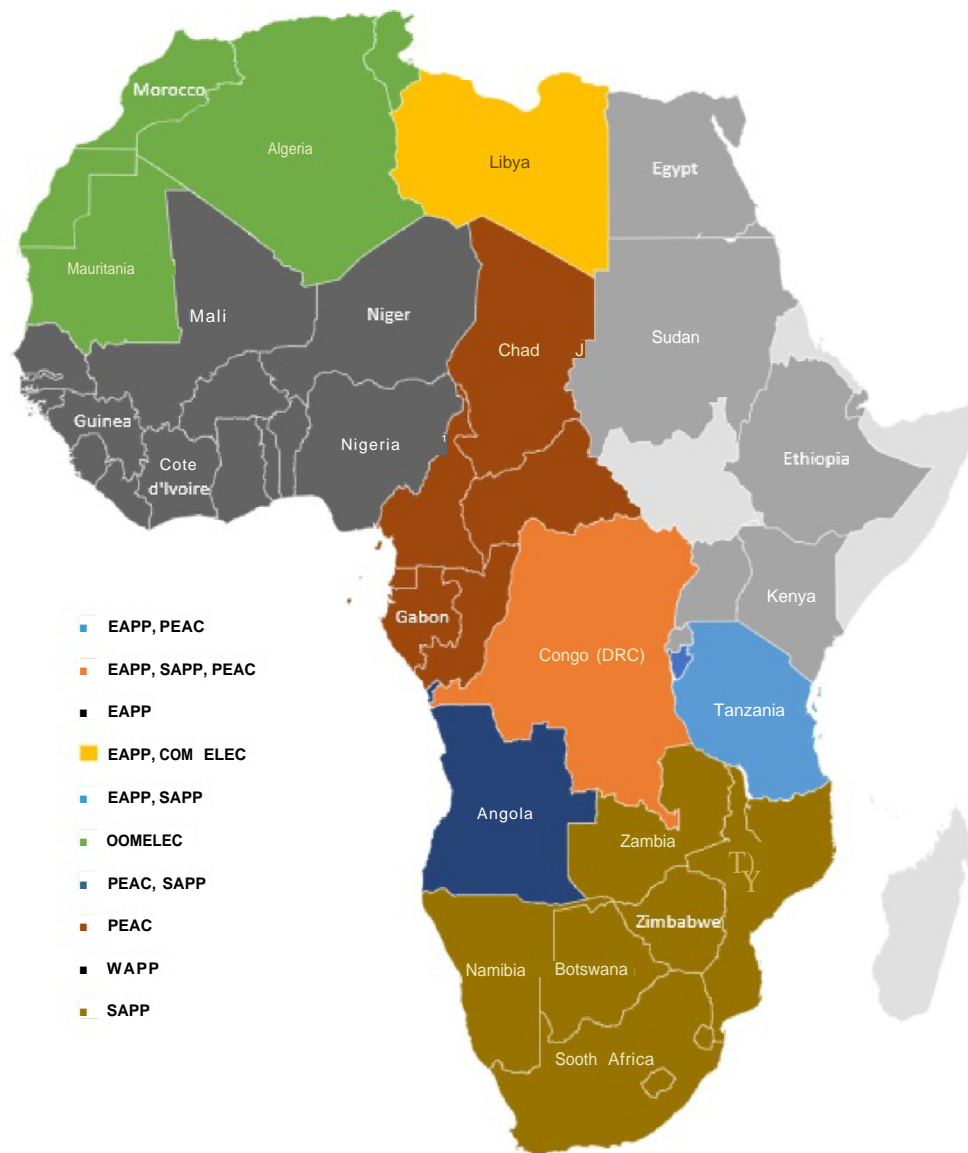 Morocco
Algeria
Libya
Egypt
Mauritania
Mali
Niger
Chad J
Sudan
Guinea
Cote
d'Ivoire
Nigeria
1
Ethiopia
Gabon
Congo (DRC)
Kenya
Tanzania
Angola
Zambia
T)
Y
Zimbabwe
Namibia
Botswana
Sooth Africa
EAPP, PEAC
EAPP, SAPP, PEAC
EAPP
EAPP, COM ELEC
EAPP, SAPP
OOMELEC
PEAC, SAPP
PEAC
WAPP
SAPP